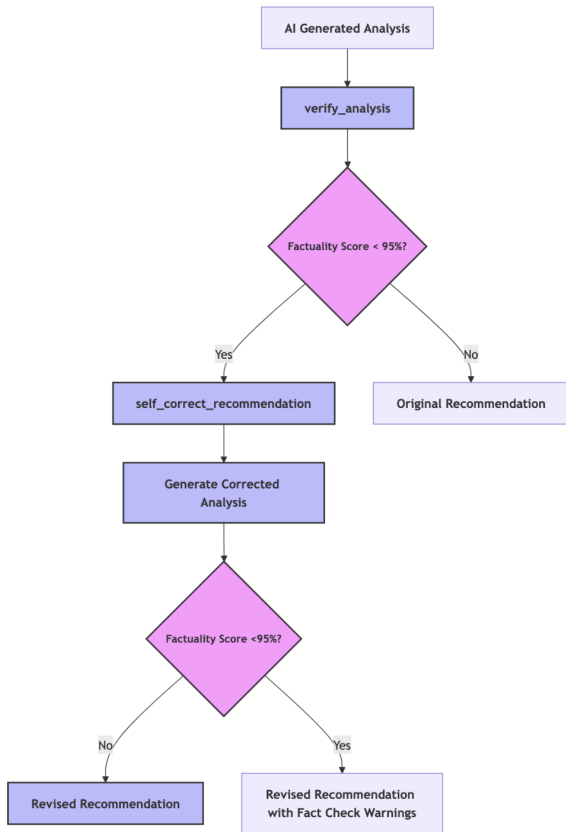 AI Generated Analysis
verify_analysis
Factuality Score < 95%?
Yes
No
self_correct_recommendation
Original Recommendation
Generate Corrected
Analysis
Factuality Score <95%?
No
Yes
Revised Recommendation
Revised Recommendation
with Fact Check Warnings